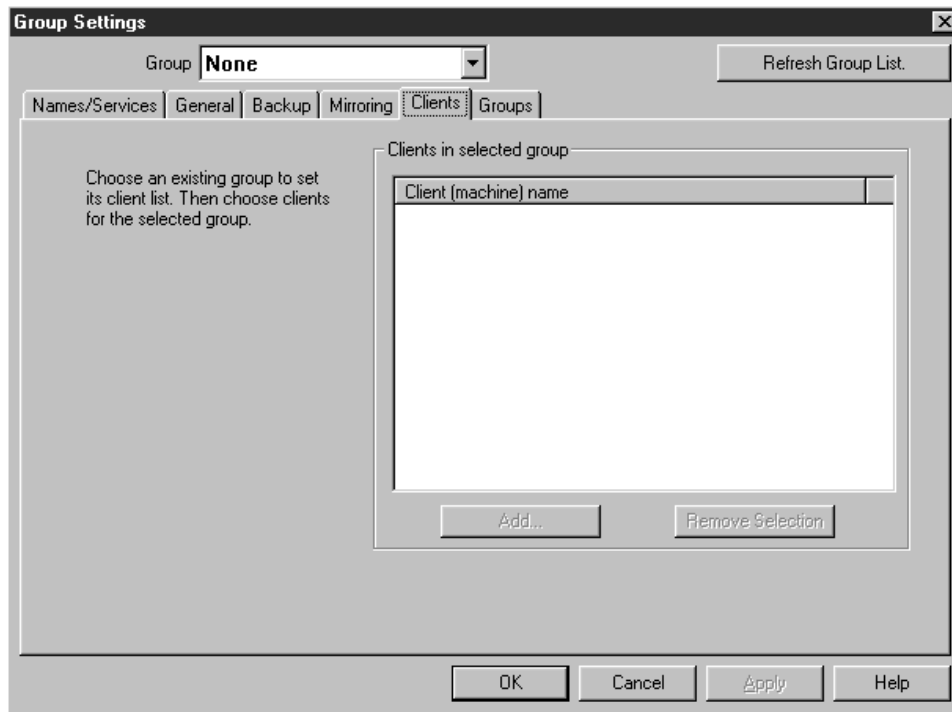 Group Settings
Group None
Refresh Group List.
Names/Services General Backup Mirroring Clients Groups
Choose an existing group to set
its client list. Then choose clients
for the selected group.
Clients in selected group
Client (machine) name
Add...
Remove Selection
OK
Cancel
Apply
Help